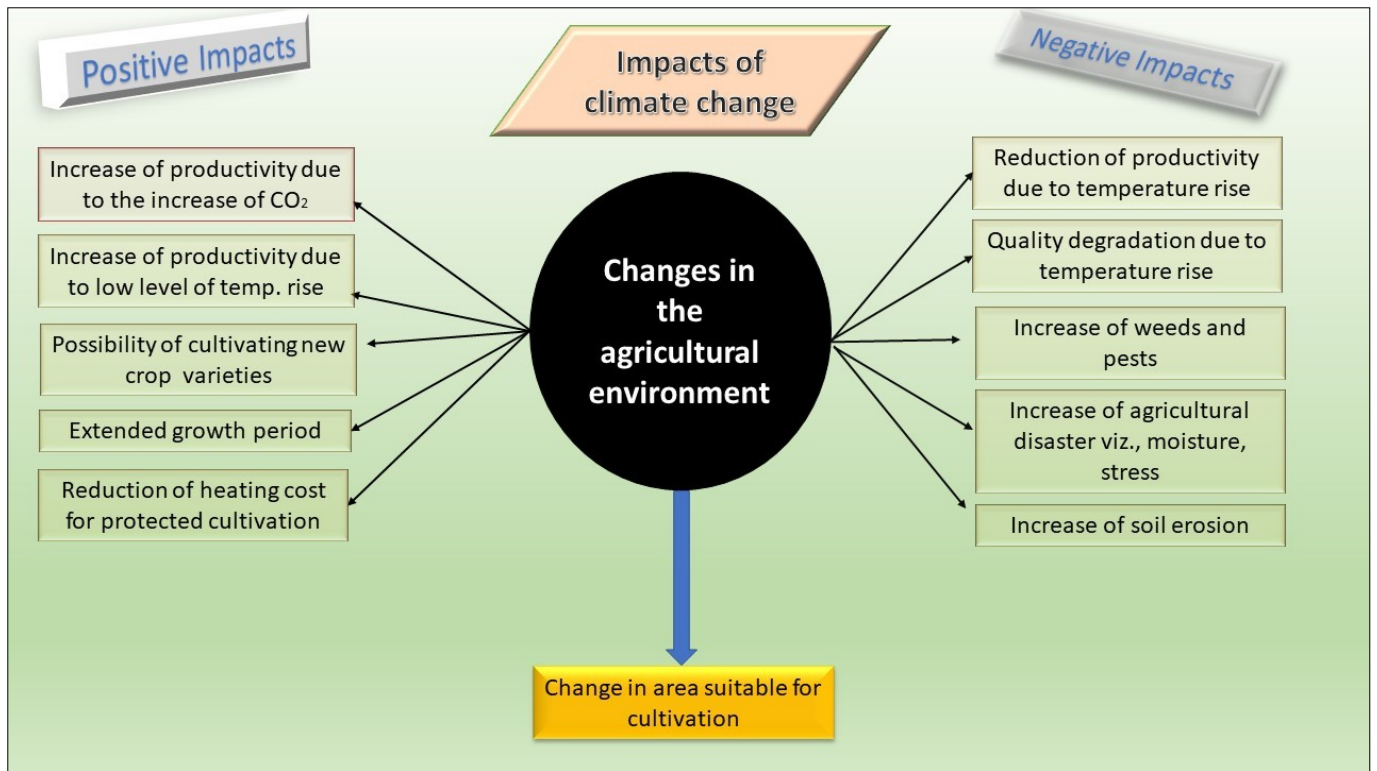 Positive Impacts
Impacts of
climate change
Negative Impacts
Increase of productivity due
to the increase of CO₂
Increase of productivity due
to low level of temp. rise
Possibility of cultivating new
crop varieties
Extended growth period
Reduction of heating cost
for protected cultivation
Changes in
the
agricultural
environment
Reduction of productivity
due to temperature rise
Quality degradation due to
temperature rise
Increase of weeds and
pests
Increase of agricultural
disaster viz., moisture,
stress
Increase of soil erosion
Change in area suitable for
cultivation